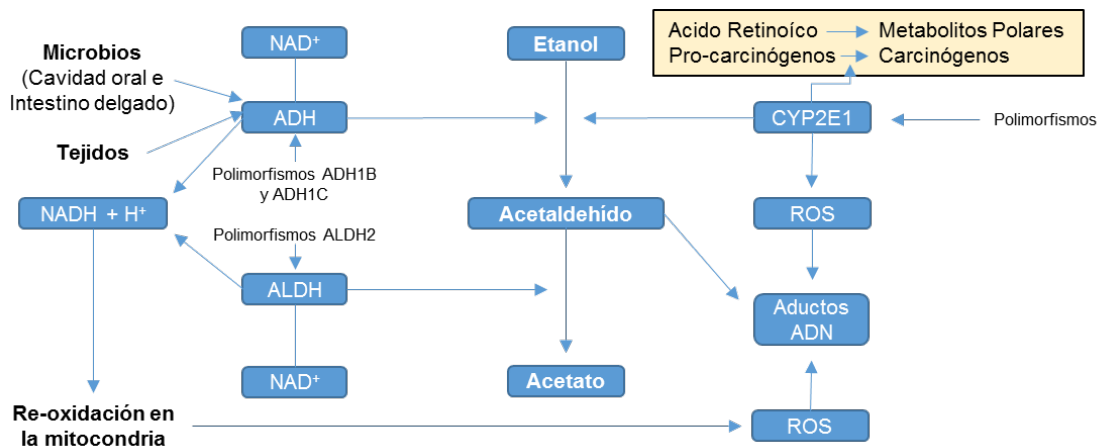 Microbios
(Cavidad oral e
Intestino delgado)
Tejidos
NAD⁺
ADH
Polimorfismos ADH1B
y ADH1C
NADH + H⁺
Polimorfismos ALDH2
ALDH
NAD⁺
Re-oxidación en
la mitocondria
Etanol
Acetaldehído
Acetato
Acido Retinoíco
Metabolitos Polares
Pro-carcinógenos
Carcinógenos
CYP2E1
Polimorfismos
ROS
Aductos
ADN
ROS